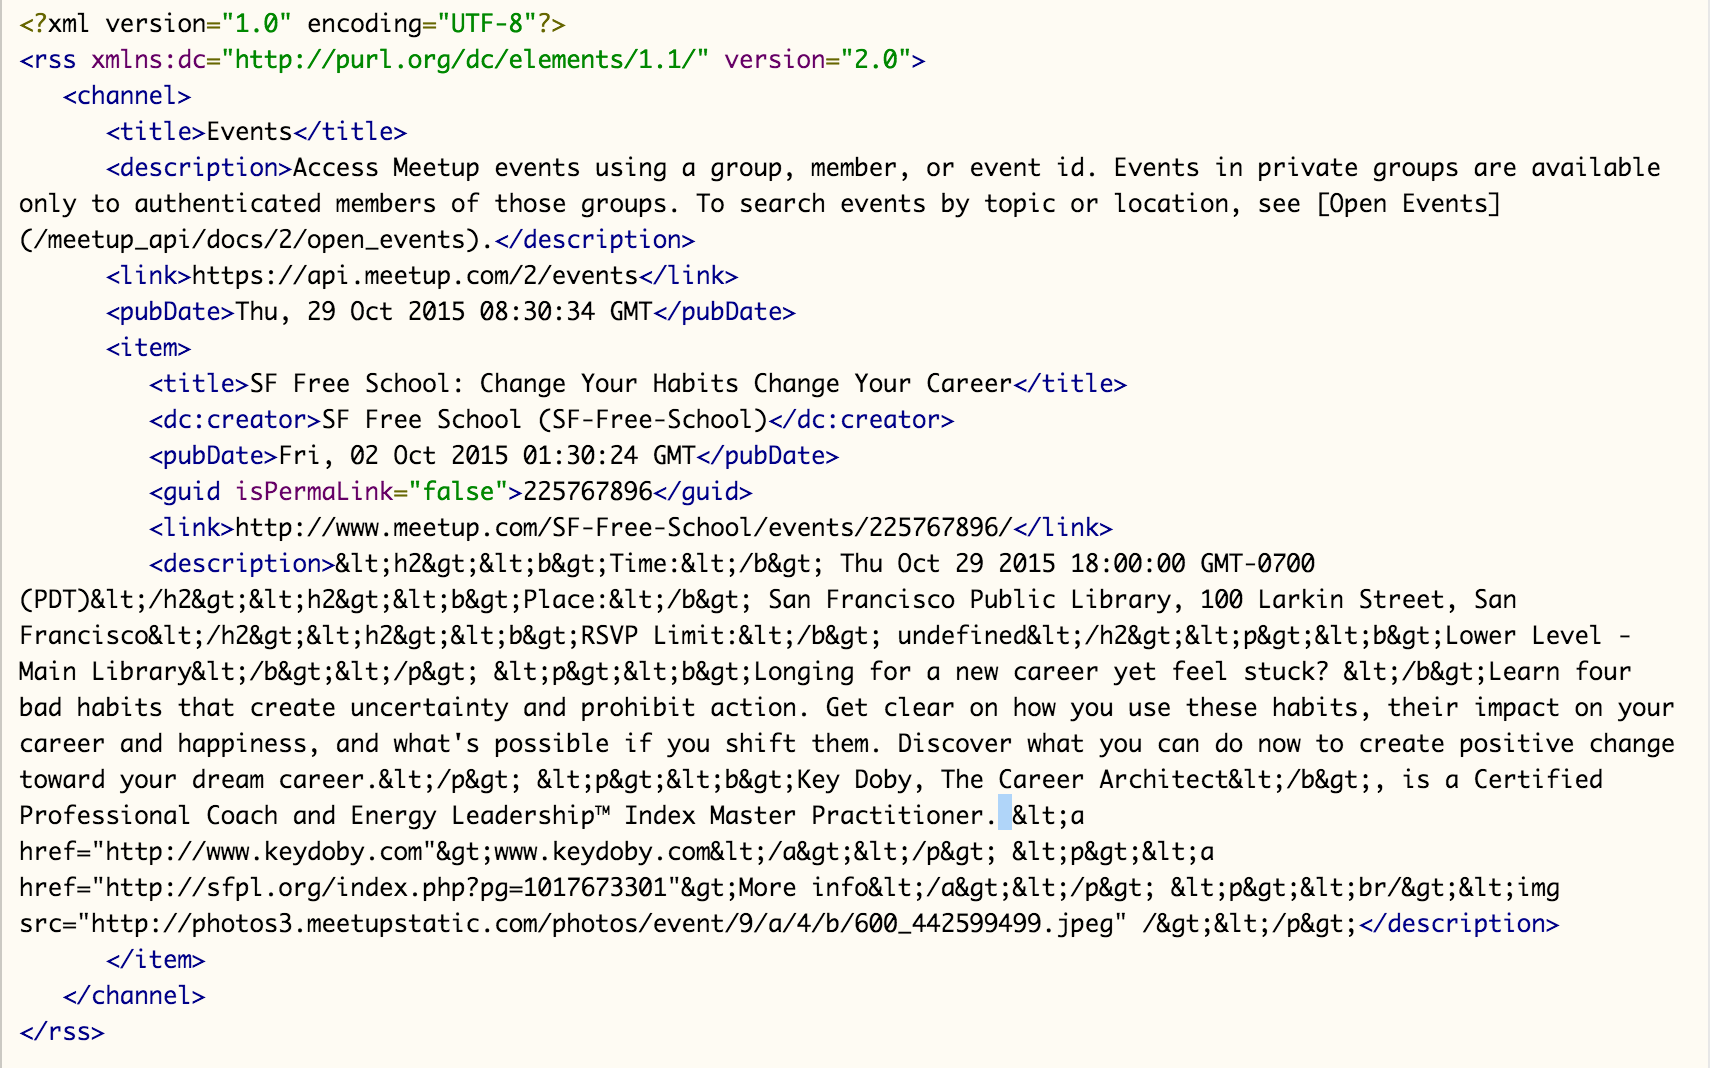 <?xml version="1.0" encoding="UTF-8"?>
<rss xmlns:dc="http://purl.org/dc/elements/1.1/" version="2.0">
<channel>
<title>Events</title>
<description>Access Meetup events using a group, member, or event id. Events in private groups are available
only to authenticated members of those groups. To search events by topic or location, see [Open Events]
(/meetup_api/docs/2/open_events).</description>
<link>https://api.meetup.com/2/events</link>
<pubDate>Thu, 29 Oct 2015 08:30:34 GMT</pubDate>
<item>
<title>SF Free School: Change Your Habits Change Your Career</title>
<dc:creator>SF Free School (SF-Free-School)</dc:creator>
<pubDate>Fri, 02 Oct 2015 01:30:24 GMT</pubDate>
<guid isPermaLink="false">225767896</guid>
<link>http://www.meetup.com/SF-Free-School/events/225767896/</link>
<description>&lt;h2&gt;&lt;b&gt;Time:&lt;/b&gt; Thu Oct 29 2015 18:00:00 GMT-0700
(PDT)&lt;/h2&gt;&lt;h2&gt;&lt;b&gt;Place:&lt;/b&gt; San Francisco Public Library, 100 Larkin Street, San
Francisco&lt;/h2&gt;&lt;h2&gt;&lt;b&gt;RSVP Limit:&lt;/b&gt; undefined&lt;/h2&gt;&lt;p&gt;&lt;b&gt;Lower Level -
Main Library&lt;/b&gt;&lt;/p&gt; &lt;p&gt;&lt;b&gt;Longing for a new career yet feel stuck? &lt;/b&gt;Learn four
bad habits that create uncertainty and prohibit action. Get clear on how you use these habits, their impact on your
career and happiness, and what's possible if you shift them. Discover what you can do now to create positive change
toward your dream career.&lt;/p&gt; &lt;p&gt;&lt;b&gt;Key Doby, The Career Architect&lt;/b&gt;, is a Certified
Professional Coach and Energy Leadership™ Index Master Practitioner. &lt;a
href="http://www.keydoby.com"&gt;www.keydoby.com&lt;/a&gt;&lt;/p&gt; &lt;p&gt;&lt;a
href="http://sfpl.org/index.php?pg=1017673301"&gt;More info&lt;/a&gt;&lt;/p&gt; &lt;p&gt;&lt;br/&gt;&lt;img
src="http://photos3.meetupstatic.com/photos/event/9/a/4/b/600_442599499.jpeg" /&gt;&lt;/p&gt;</description>
</item>
</channel>
</rss>